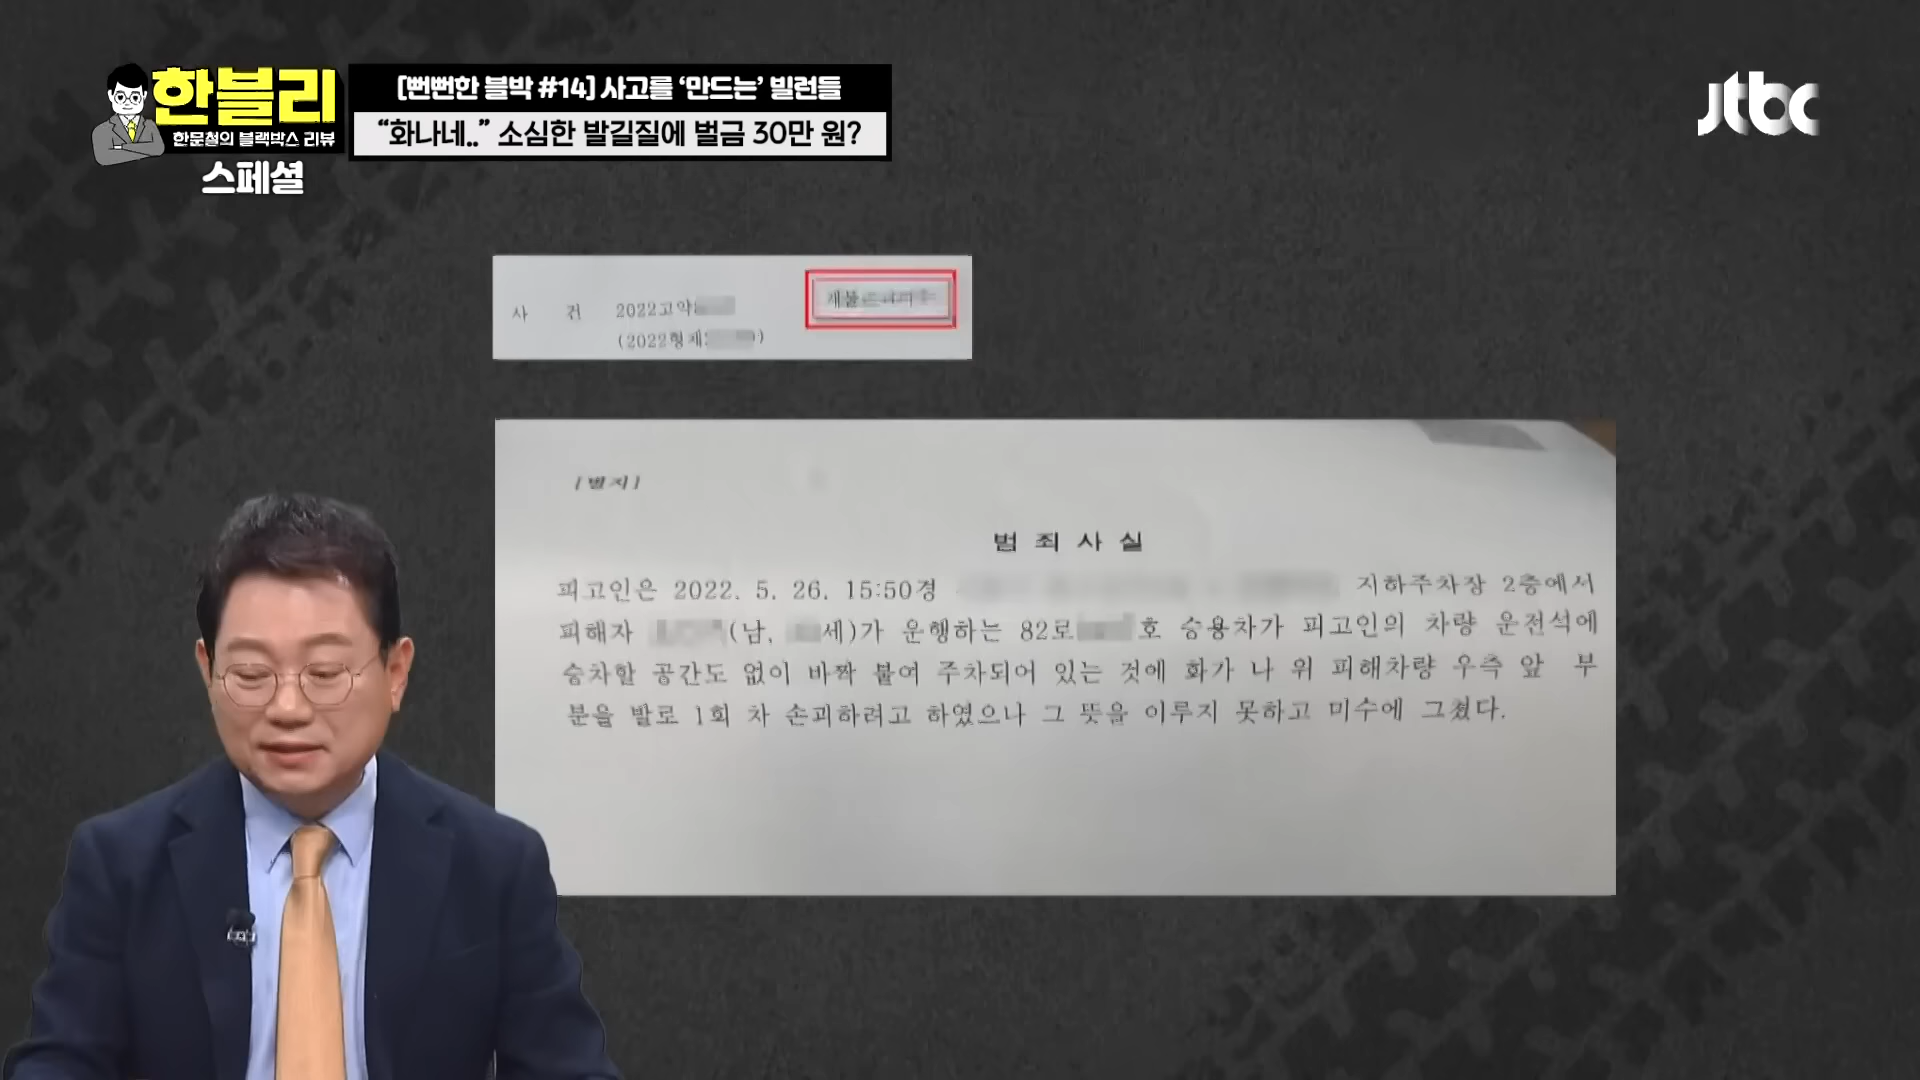 한블리
한문철의 블랙박스 리뷰
스페셜
[뻔뻔한 블박 #14] 사고를 ‘만드는’ 빌런들
“화나네..” 소심한 발길질에 벌금 30만 원?
jtbc
사 건 2022고약
재물
(2022형제
[별지]
범 죄 사 실
피고인은 2022. 5. 26. 15:50경 지하주차장 2층에서
피해자 (남, 세)가 운행하는 82로 호 승용차가 피고인의 차량 운전석에
승차할 공간도 없이 바짝 붙여 주차되어 있는 것에 화가 나 위 피해차량 우측 앞 부
분을 발로 1회 차 손괴하려고 하였으나 그 뜻을 이루지 못하고 미수에 그쳤다.